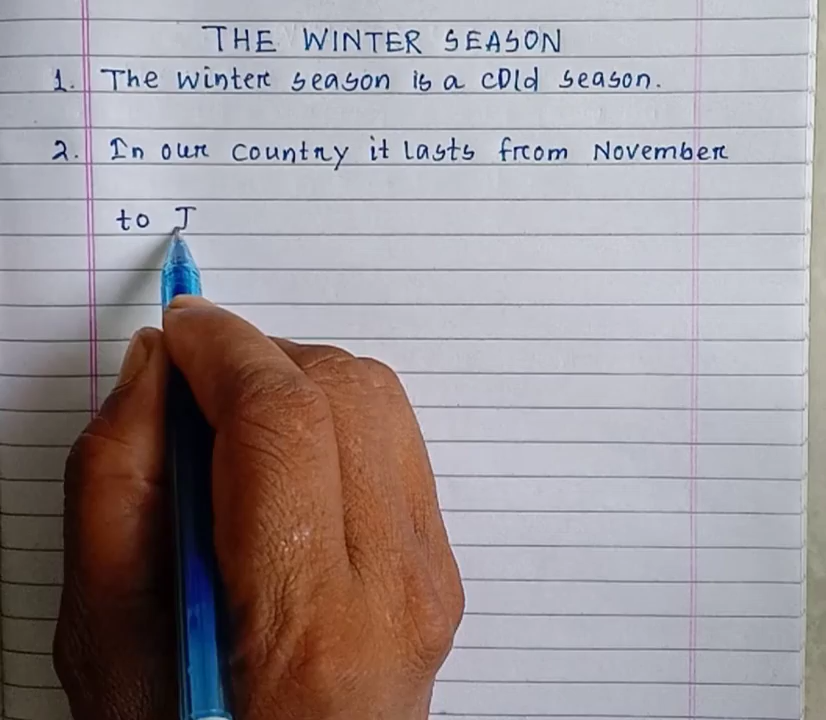 THE WINTER SEASON
1. The winter season is a cold season.
2. In our country it lasts from November
to J